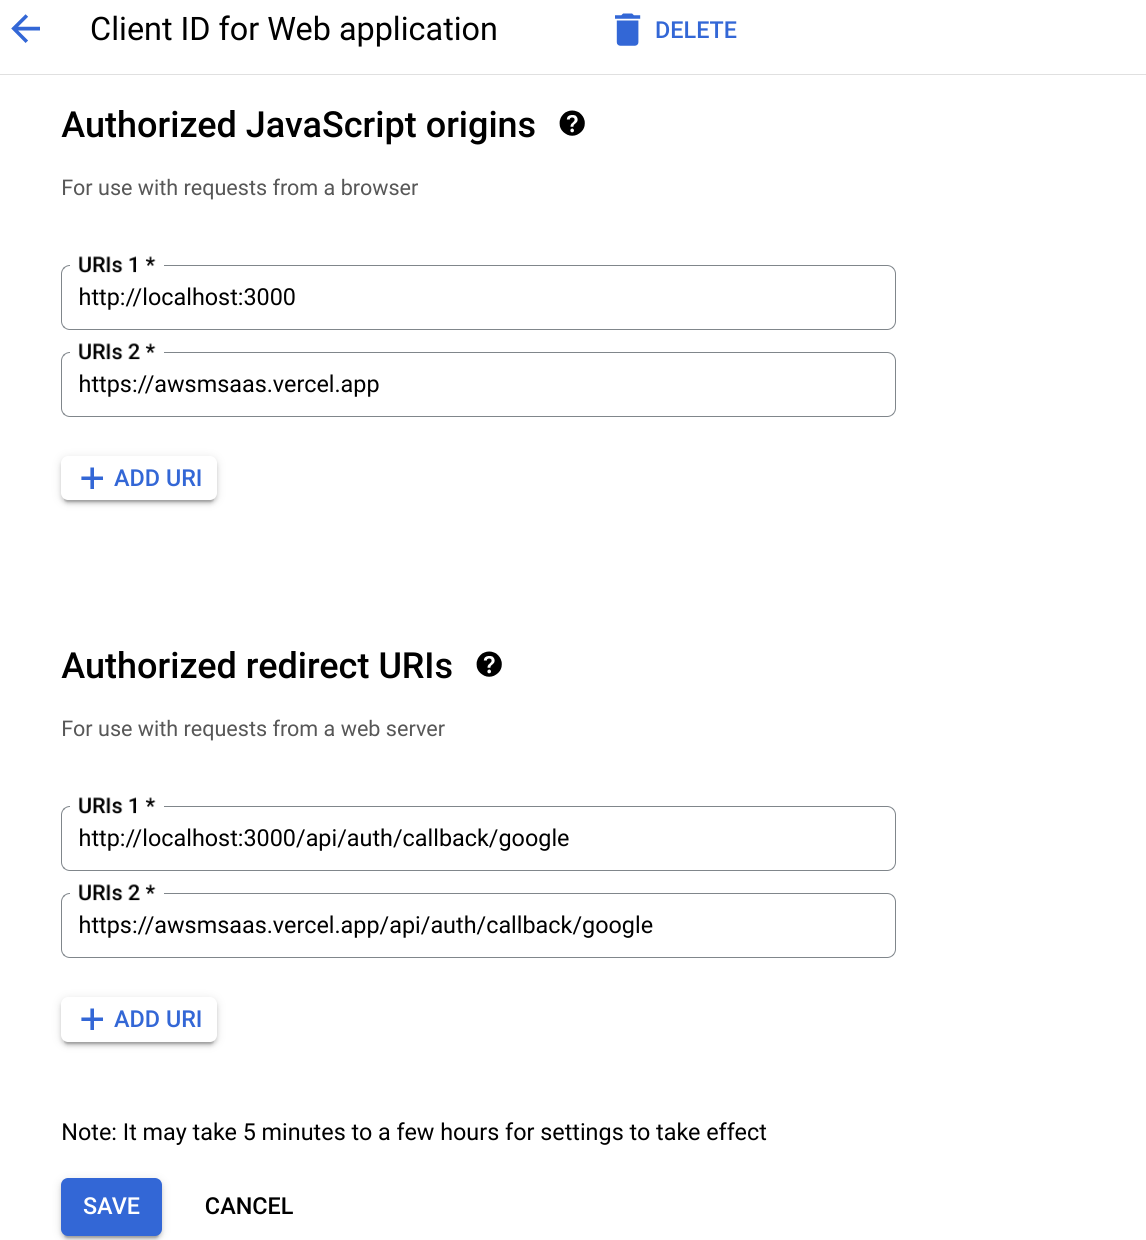 Client ID for Web application
DELETE
Authorized JavaScript origins
For use with requests from a browser
URIs 1 *
http://localhost:3000
URIs 2 *
https://awsmsaas.vercel.app
ADD URI
Authorized redirect URIs
For use with requests from a web server
URIs 1 *
http://localhost:3000/api/auth/callback/google
URIs 2 *
https://awsmsaas.vercel.app/api/auth/callback/google
ADD URI
Note: It may take 5 minutes to a few hours for settings to take effect
SAVE
CANCEL